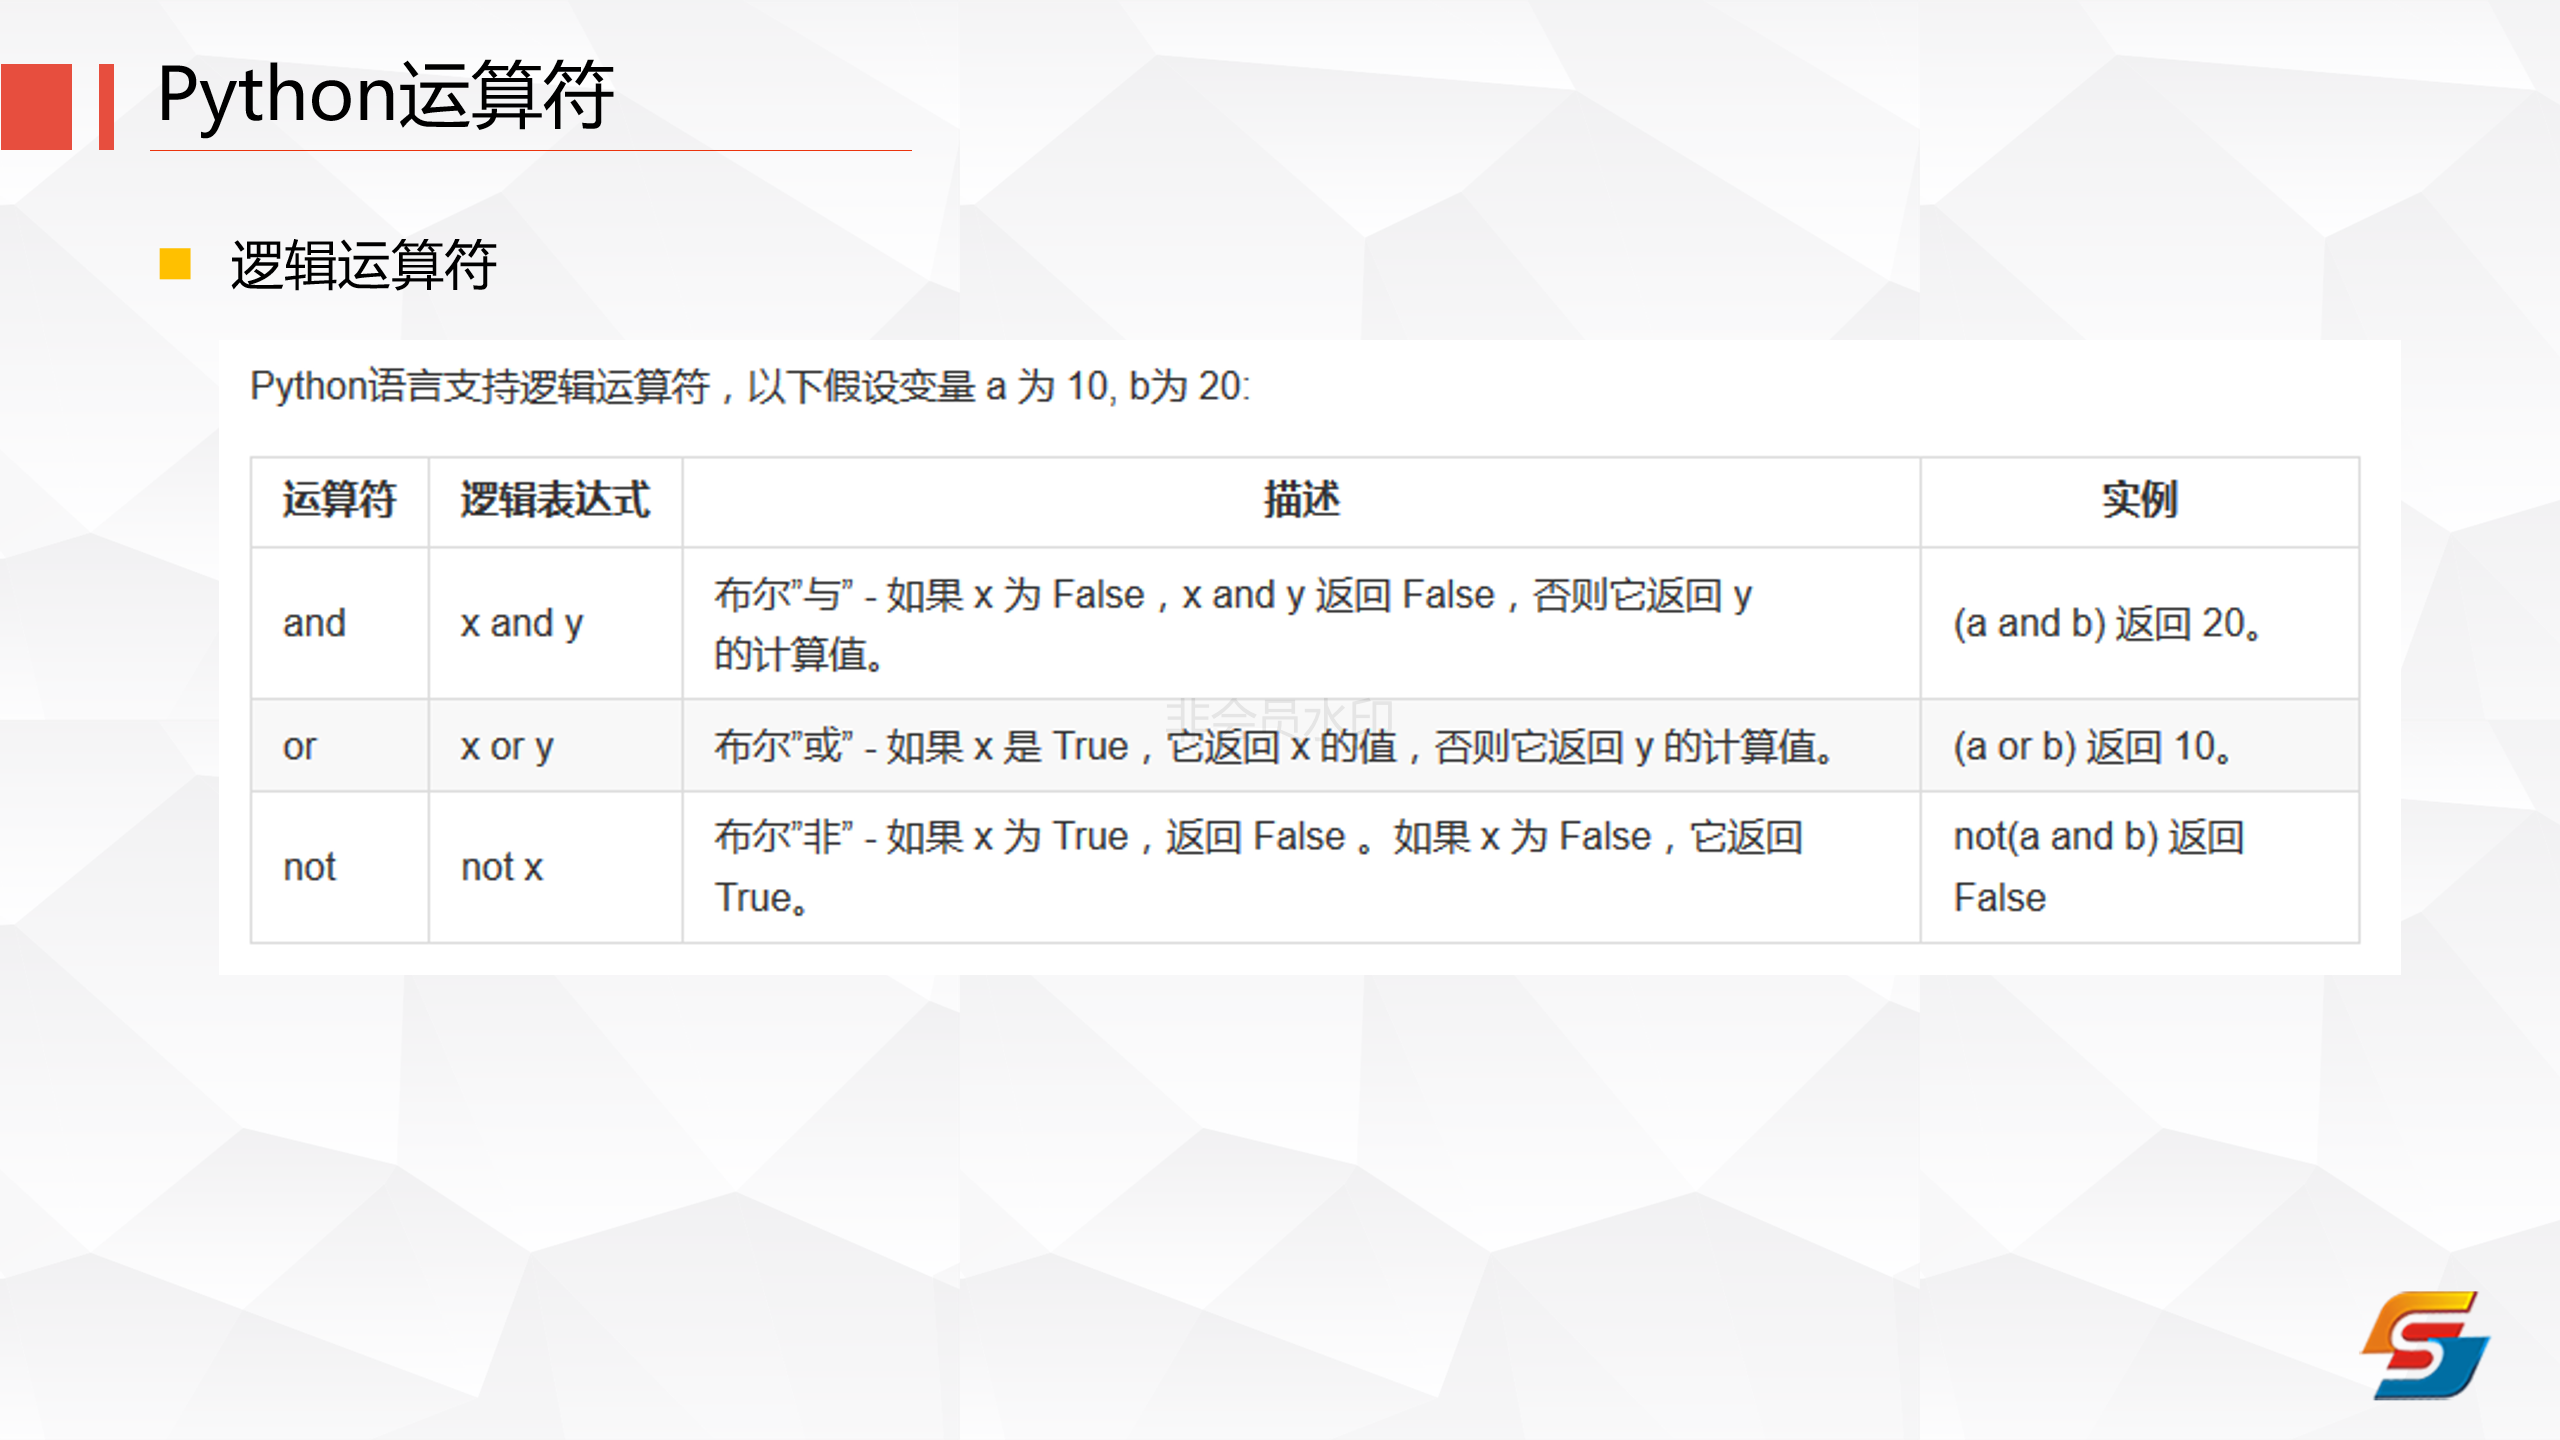 Python运算符
逻辑运算符
Python语言支持逻辑运算符，以下假设变量 a 为 10, b为 20:
运算符 逻辑表达式 描述 实例
and x and y 布尔”与” - 如果 x 为 False，x and y 返回 False，否则它返回 y
的计算值。 (a and b) 返回 20。
非会员水印
or x or y 布尔”或” - 如果 x 是 True，它返回 x 的值，否则它返回 y 的计算值。 (a or b) 返回 10。
not not x 布尔”非” - 如果 x 为 True，返回 False 。如果 x 为 False，它返回
True。 not(a and b) 返回
False